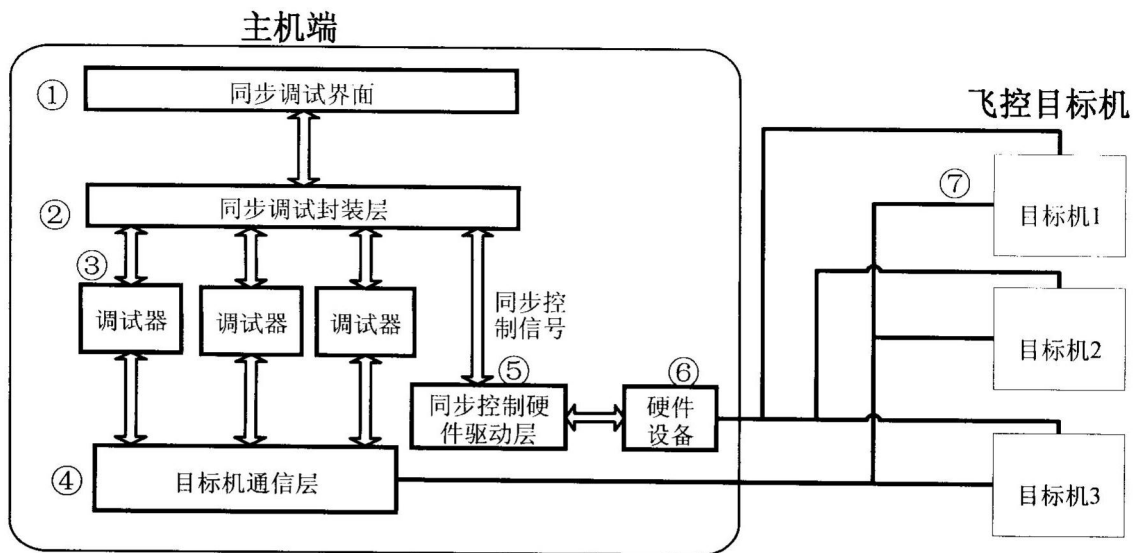 主机端
① 同步调试界面
飞控目标机
② 同步调试封装层
⑦
目标机1
③
调试器
调试器
调试器
同步控
制信号
目标机2
⑤
⑥
同步控制硬
件驱动层
硬件
设备
④ 目标机通信层
目标机3